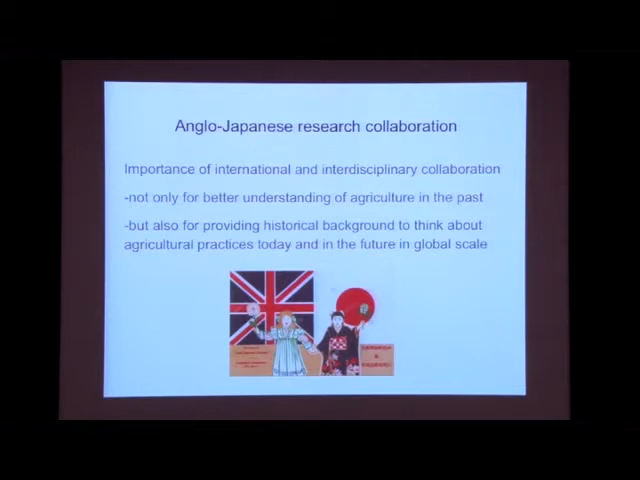 Anglo-Japanese research collaboration
Importance of international and interdisciplinary collaboration
-not only for better understanding of agriculture in the past
-but also for providing historical background to think about
agricultural practices today and in the future in global scale